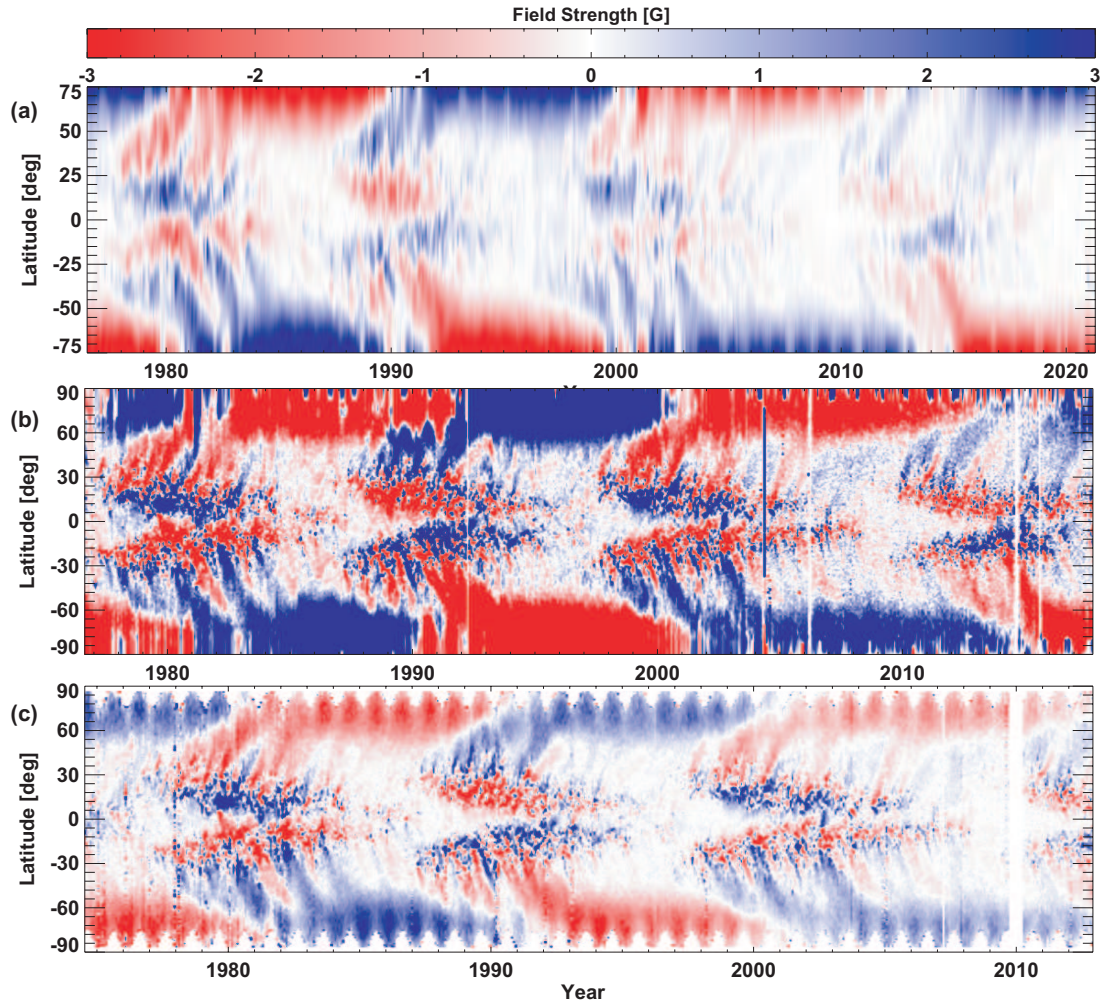 Field Strength [G]
-3 -2 -1 0 1 2 3
(a)
Latitude [deg]
75
50
25
0
-25
-50
-75
1980 1990 2000 2010 2020
(b)
Latitude [deg]
90
60
30
0
-30
-60
-90
1980 1990 2000 2010
(c)
Latitude [deg]
90
60
30
0
-30
-60
-90
1980 1990 2000 2010
Year